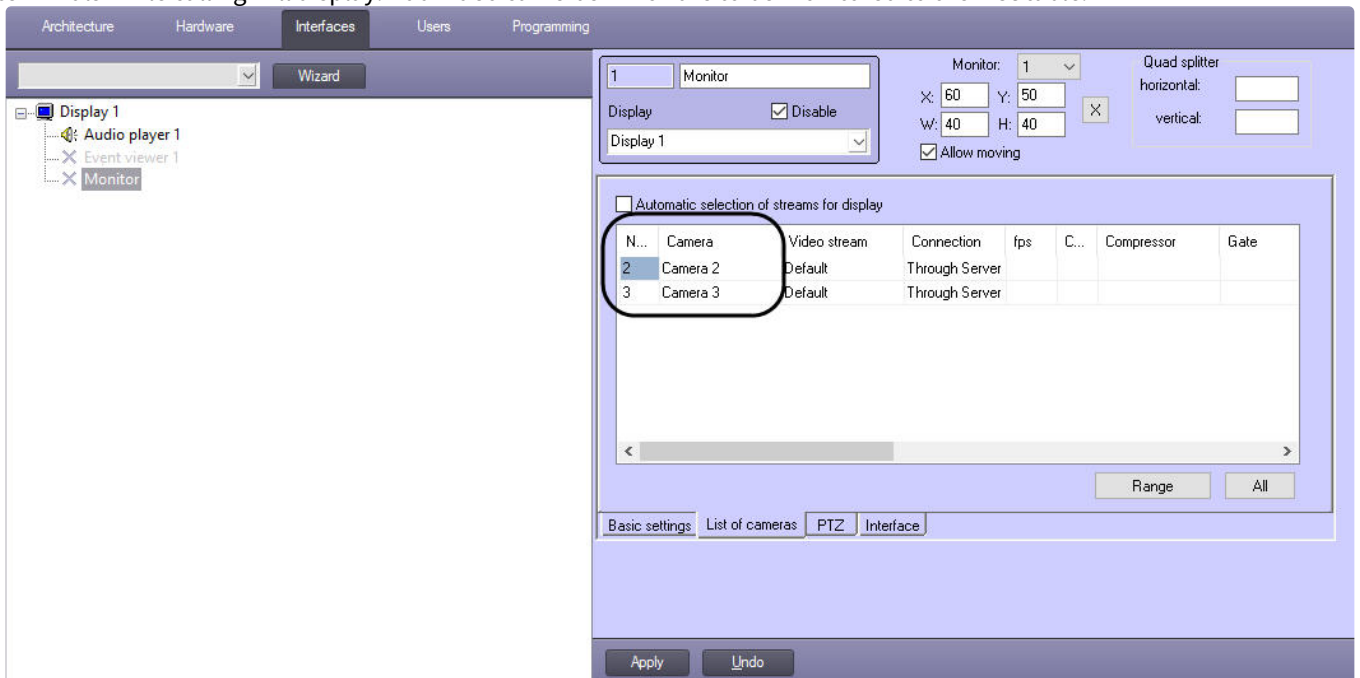 Architecture Hardware Interfaces Users Programming
Wizard
Display 1
Audio player 1
Event viewer 1
Monitor
1 Monitor
Display Disable
Display 1
Monitor: 1
X: 60 Y: 50
W: 40 H: 40
X
Allow moving
Quad splitter
horizontal:
vertical:
Automatic selection of streams for display
N... Camera Video stream Connection fps C... Compressor Gate
2 Camera 2 Default Through Server
3 Camera 3 Default Through Server
Range All
Basic settings List of cameras PTZ Interface
Apply Undo